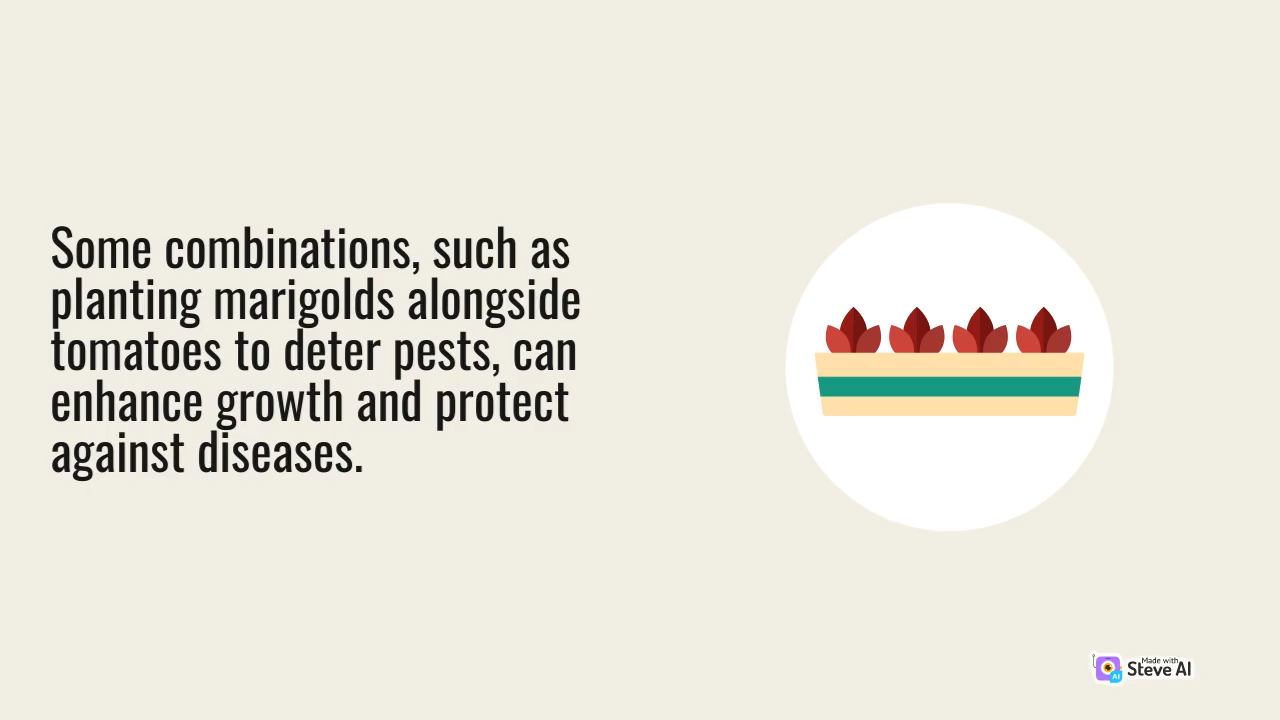 Some combinations, such as
planting marigolds alongside
tomatoes to deter pests, can
enhance growth and protect
against diseases.
Made with
Steve AI
AI